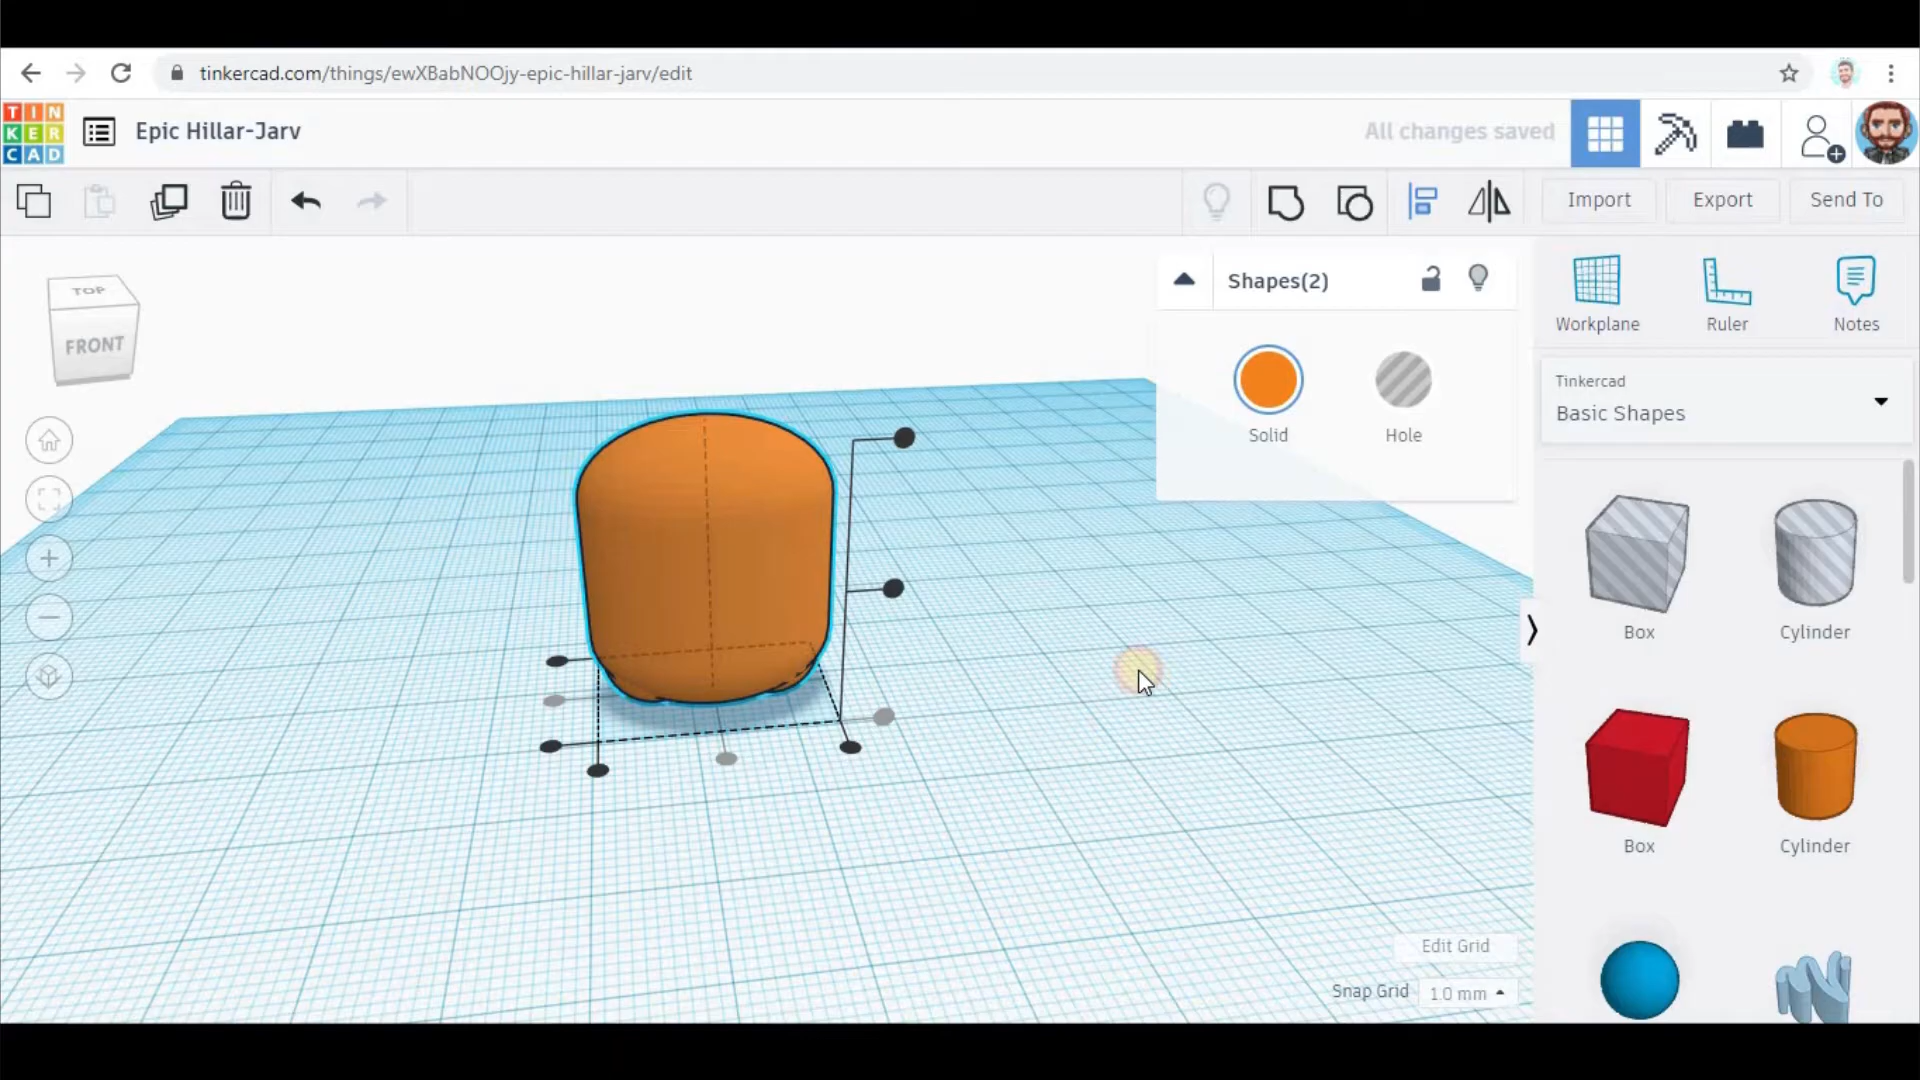 tinkercad.com/things/ewXBabNOOjy-epic-hillar-jarv/edit
TIN
KER
CAD
Epic Hillar-Jarv
All changes saved
Import
Export
Send To
TOP
FRONT
Shapes(2)
Solid
Hole
Workplane
Ruler
Notes
Tinkercad
Basic Shapes
Box
Cylinder
Box
Cylinder
Edit Grid
Snap Grid 1.0 mm